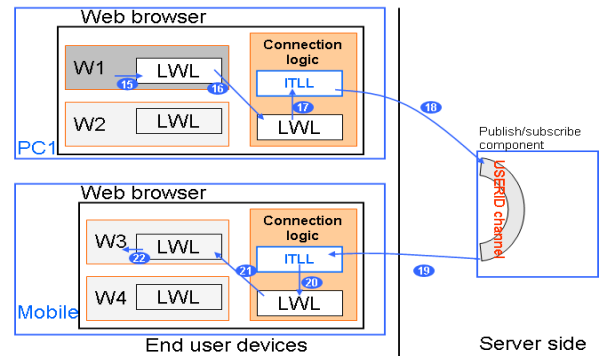 Web browser
Connection
logic
W1
LWL
15
16
ITLL
17
LWL
18
W2
LWL
PC1
Publish/subscribe
component
USERID channel
Web browser
Connection
logic
W3
LWL
22
21
ITLL
20
LWL
19
W4
LWL
Mobile
End user devices
Server side